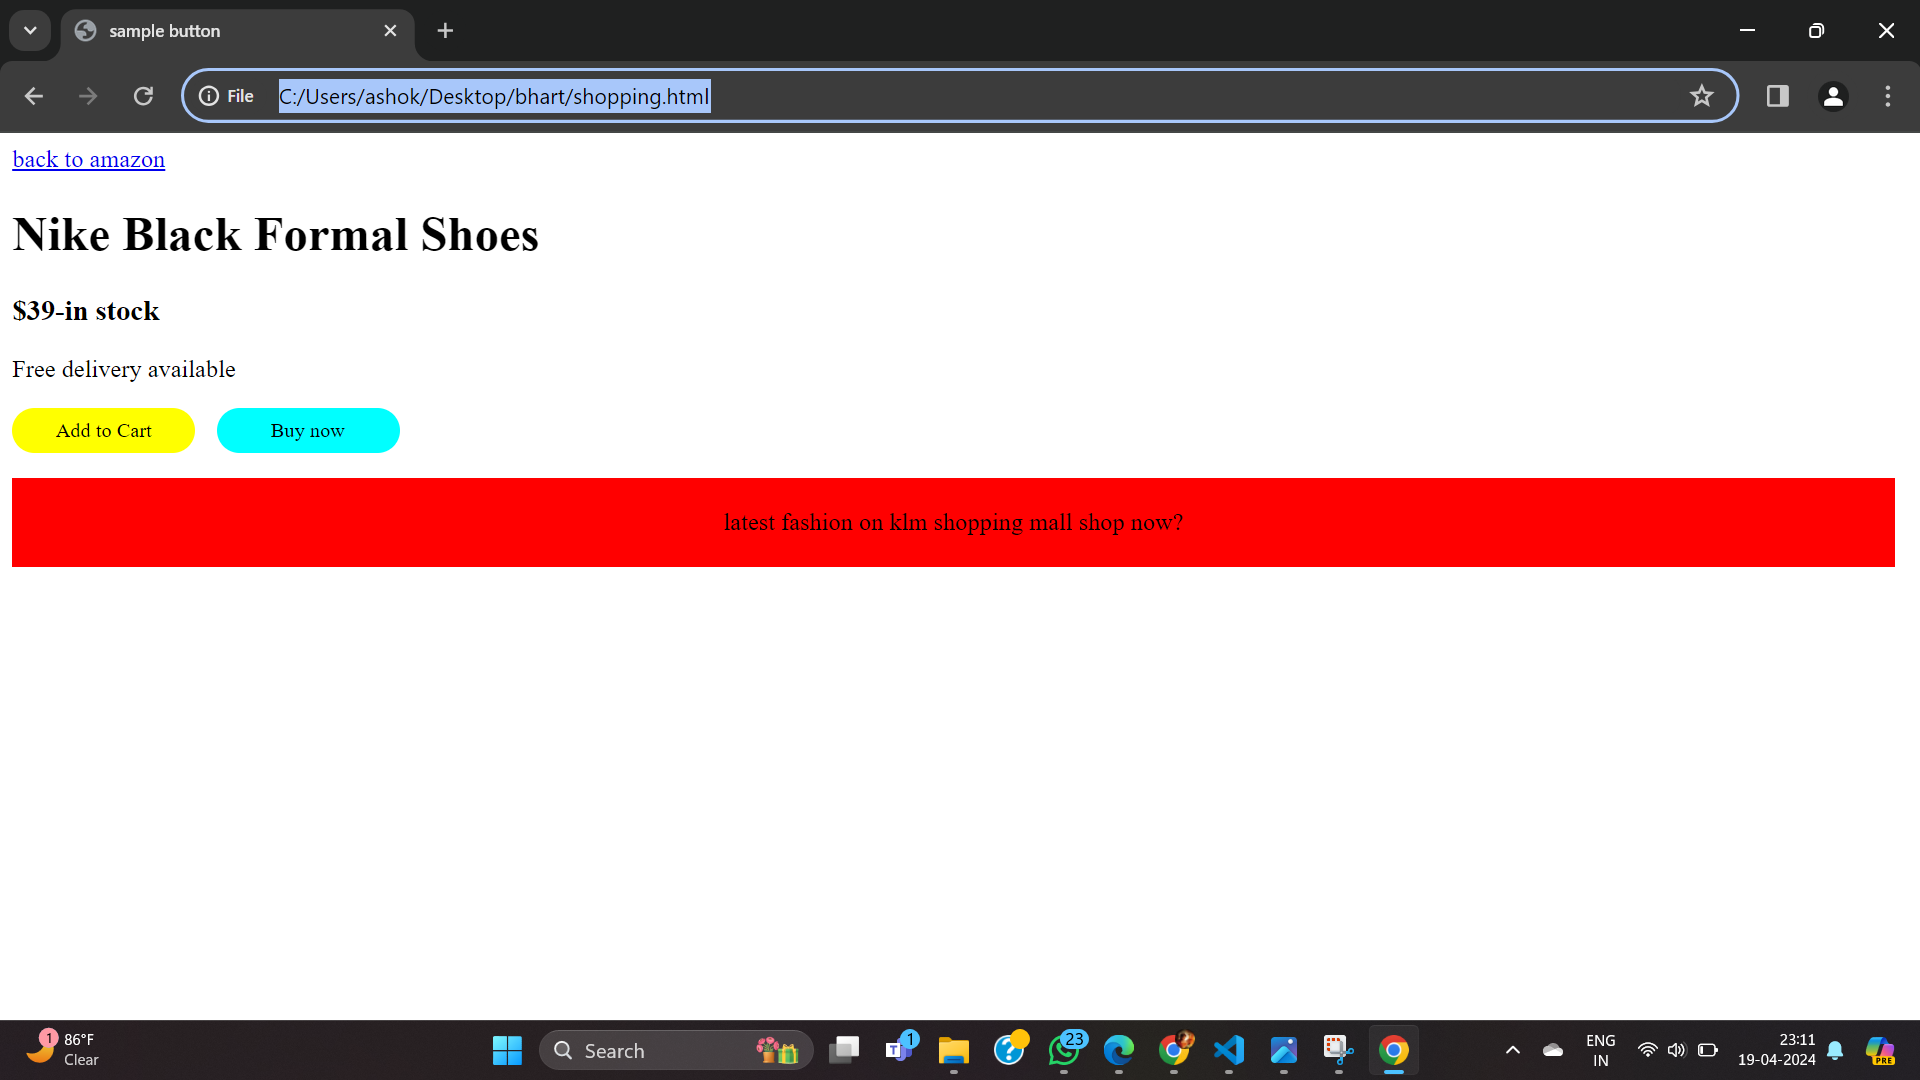 sample button
File C:/Users/ashok/Desktop/bhart/shopping.html
back to amazon
Nike Black Formal Shoes
$39-in stock
Free delivery available
Add to Cart Buy now
latest fashion on klm shopping mall shop now?
1 86°F
Clear
Search
T 1
23
ENG
IN
23:11
19-04-2024
PRE